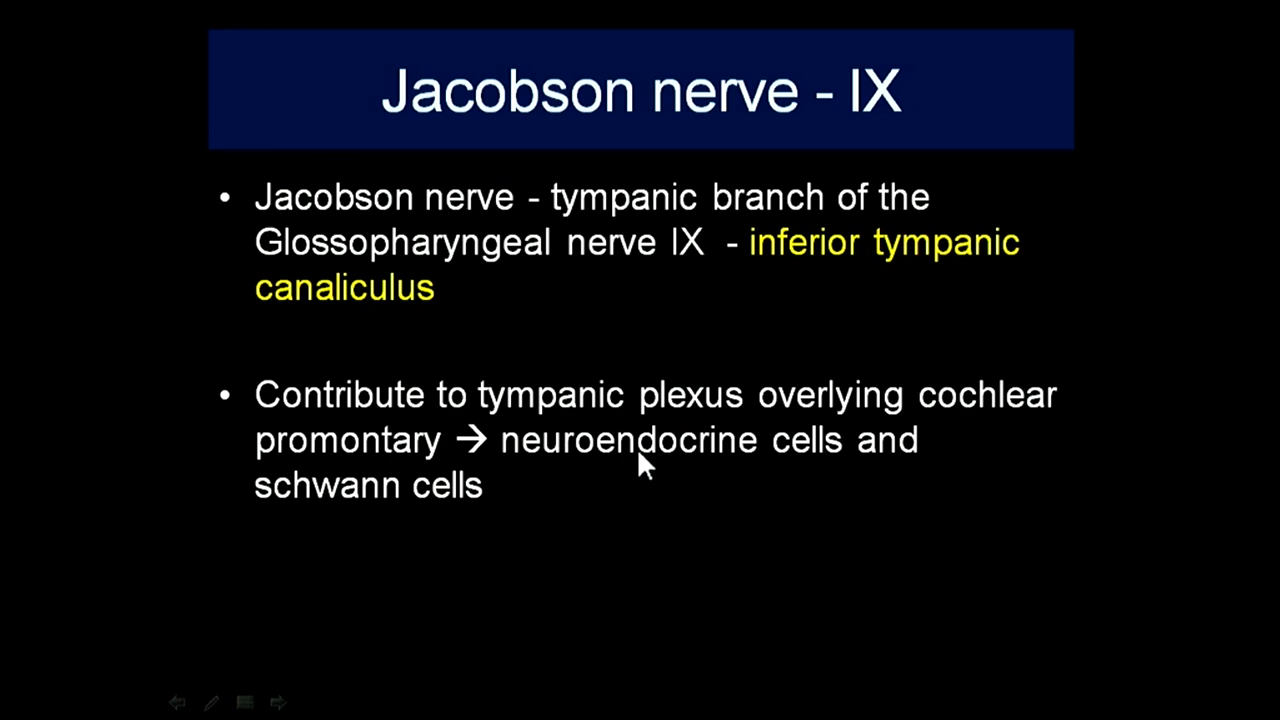 Jacobson nerve - IX
• Jacobson nerve - tympanic branch of the
Glossopharyngeal nerve IX - inferior tympanic
canaliculus
• Contribute to tympanic plexus overlying cochlear
promontary → neuroendocrine cells and
schwann cells